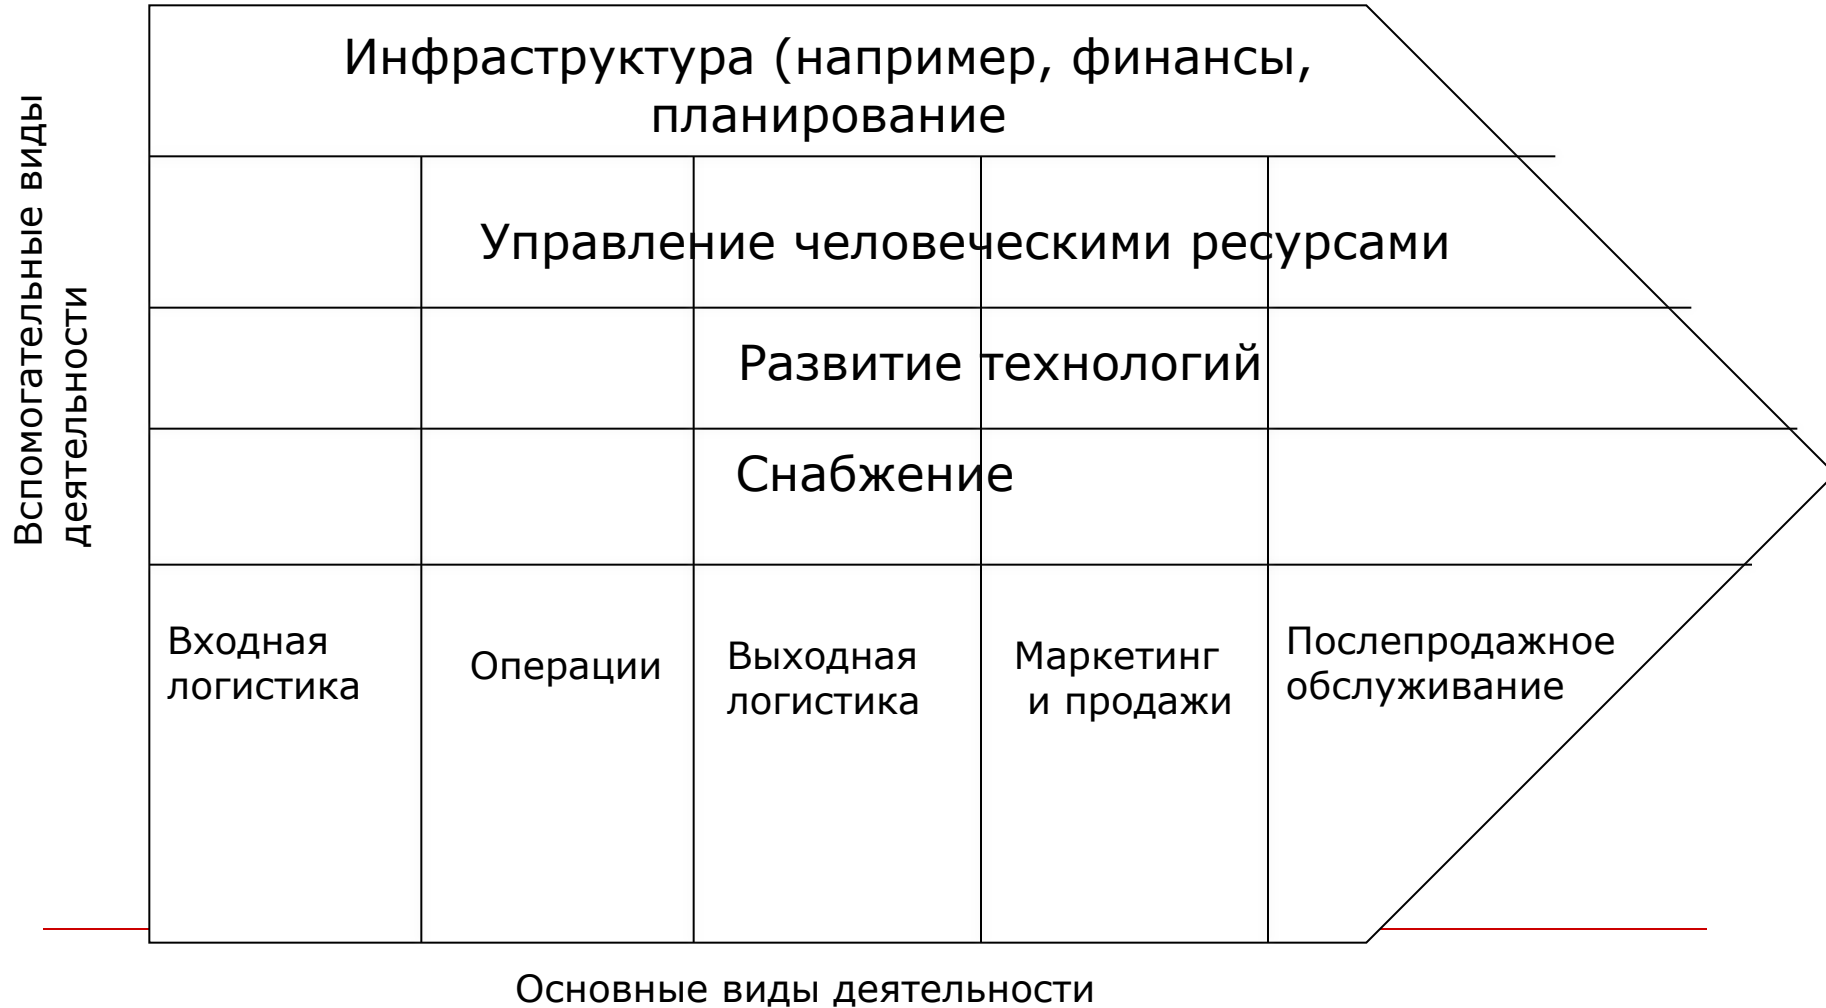 Инфраструктура (например, финансы,
планирование
Вспомогательные виды
деятельности
Управление человеческими ресурсами
Развитие технологий
Снабжение
Входная
логистика
Операции
Выходная
логистика
Маркетинг
и продажи
Послепродажное
обслуживание
Основные виды деятельности